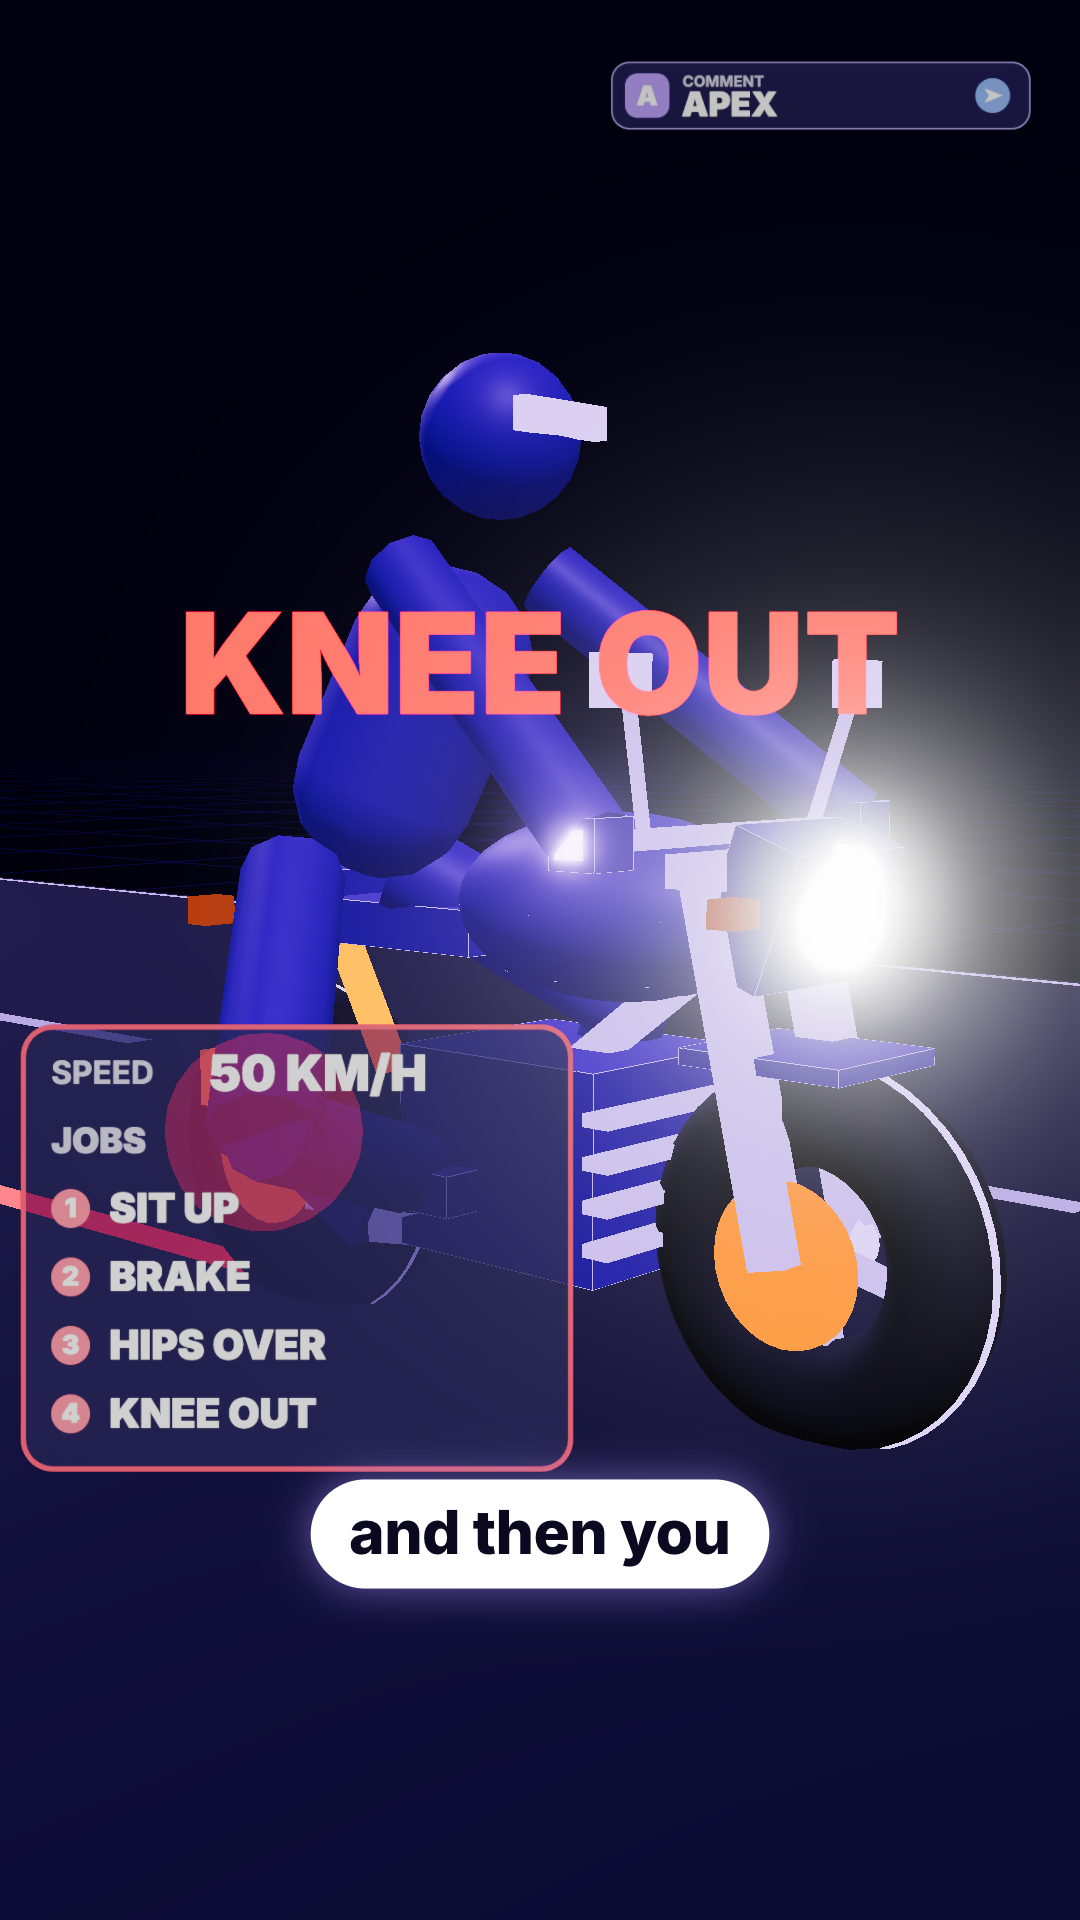 COMMENT
A APEX
KNEE OUT
SPEED 50 KM/H
JOBS
1 SIT UP
2 BRAKE
3 HIPS OVER
4 KNEE OUT
and then you